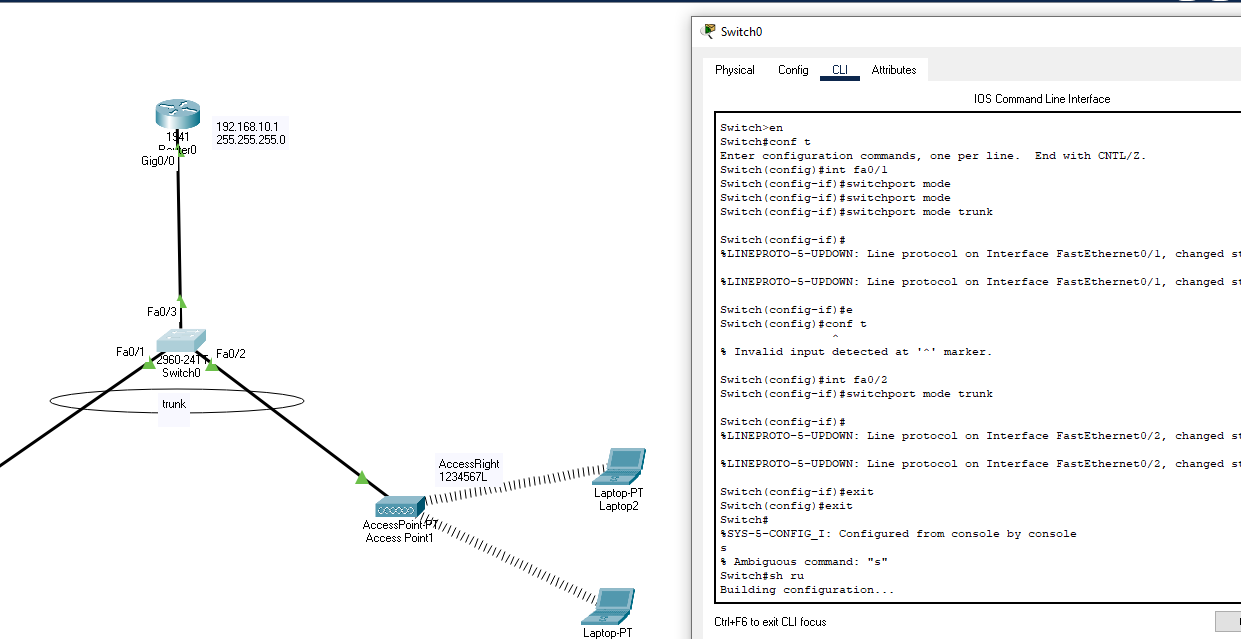 Switch0
Physical Config CLI Attributes
IOS Command Line Interface
Switch>en
Switch#conf t
Enter configuration commands, one per line.  End with CNTL/Z.
Switch(config)#int fa0/1
Switch(config-if)#switchport mode
Switch(config-if)#switchport mode
Switch(config-if)#switchport mode trunk
Switch(config-if)#
%LINEPROTO-5-UPDOWN: Line protocol on Interface FastEthernet0/1, changed st
%LINEPROTO-5-UPDOWN: Line protocol on Interface FastEthernet0/1, changed st
Switch(config-if)#e
Switch(config)#conf t
^
% Invalid input detected at '^' marker.
Switch(config)#int fa0/2
Switch(config-if)#switchport mode trunk
Switch(config-if)#
%LINEPROTO-5-UPDOWN: Line protocol on Interface FastEthernet0/2, changed st
%LINEPROTO-5-UPDOWN: Line protocol on Interface FastEthernet0/2, changed st
Switch(config-if)#exit
Switch(config)#exit
Switch#
%SYS-5-CONFIG_I: Configured from console by console
s
% Ambiguous command: "s"
Switch#sh ru
Building configuration...
Ctrl+F6 to exit CLI focus
192.168.10.1
255.255.255.0
1941
Gig0/0
Fa0/3
Fa0/1
Fa0/2
Switch0
trunk
AccessRight
1234567L
Laptop-PT
Laptop2
AccessPoint-PT
Access Point1
Laptop-PT